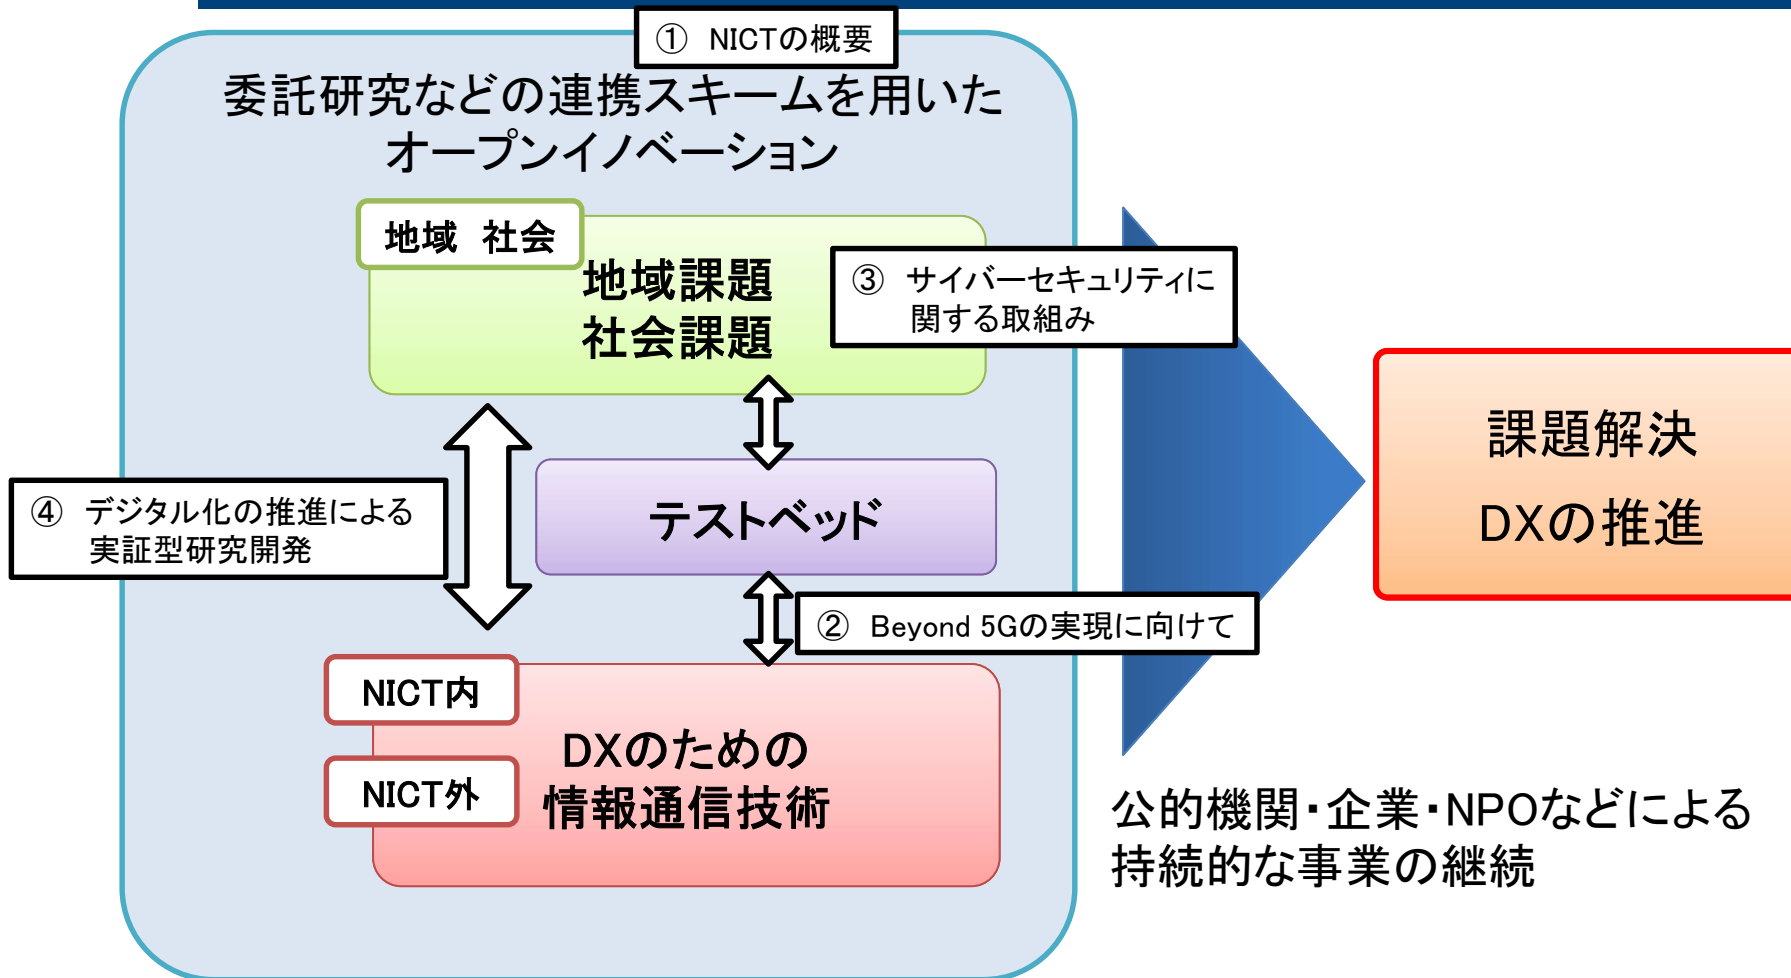 ① NICTの概要
委託研究などの連携スキームを用いた
オープンイノベーション
地域 社会
地域課題
社会課題
③ サイバーセキュリティに
関する取組み
課題解決
DXの推進
④ デジタル化の推進による
実証型研究開発
テストベッド
② Beyond 5Gの実現に向けて
NICT内
NICT外
DXのための
情報通信技術
公的機関・企業・NPOなどによる
持続的な事業の継続